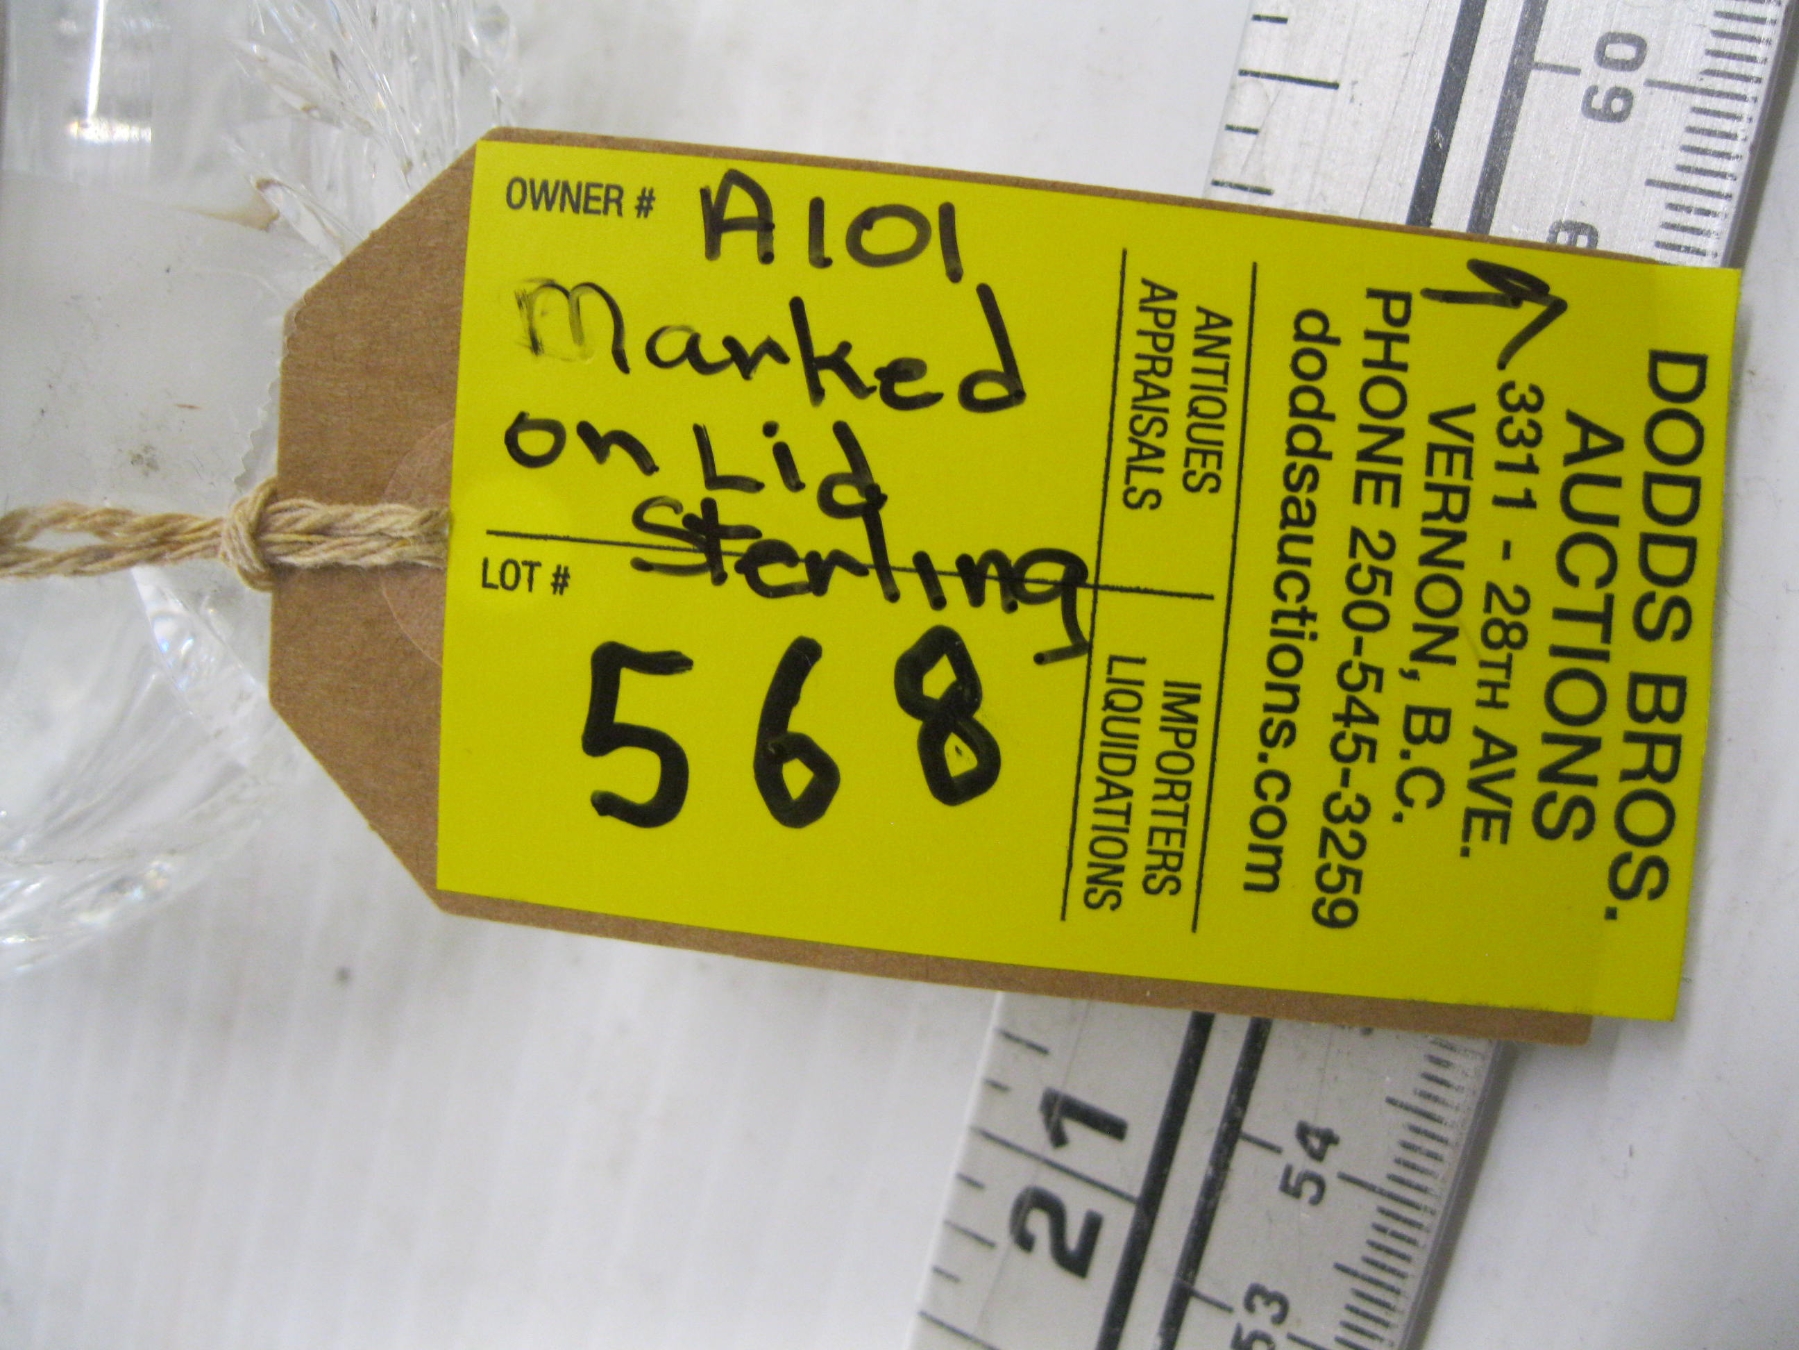 DODDS BROS.
AUCTIONS
3311 - 28TH AVE.
VERNON, B.C.
PHONE 250-545-3259
doddsauctions.com
ANTIQUES
APPRAISALS
IMPORTERS
LIQUIDATIONS
OWNER # A101
Marked
on Lid
Sterling
LOT #
568
60
54
53
21